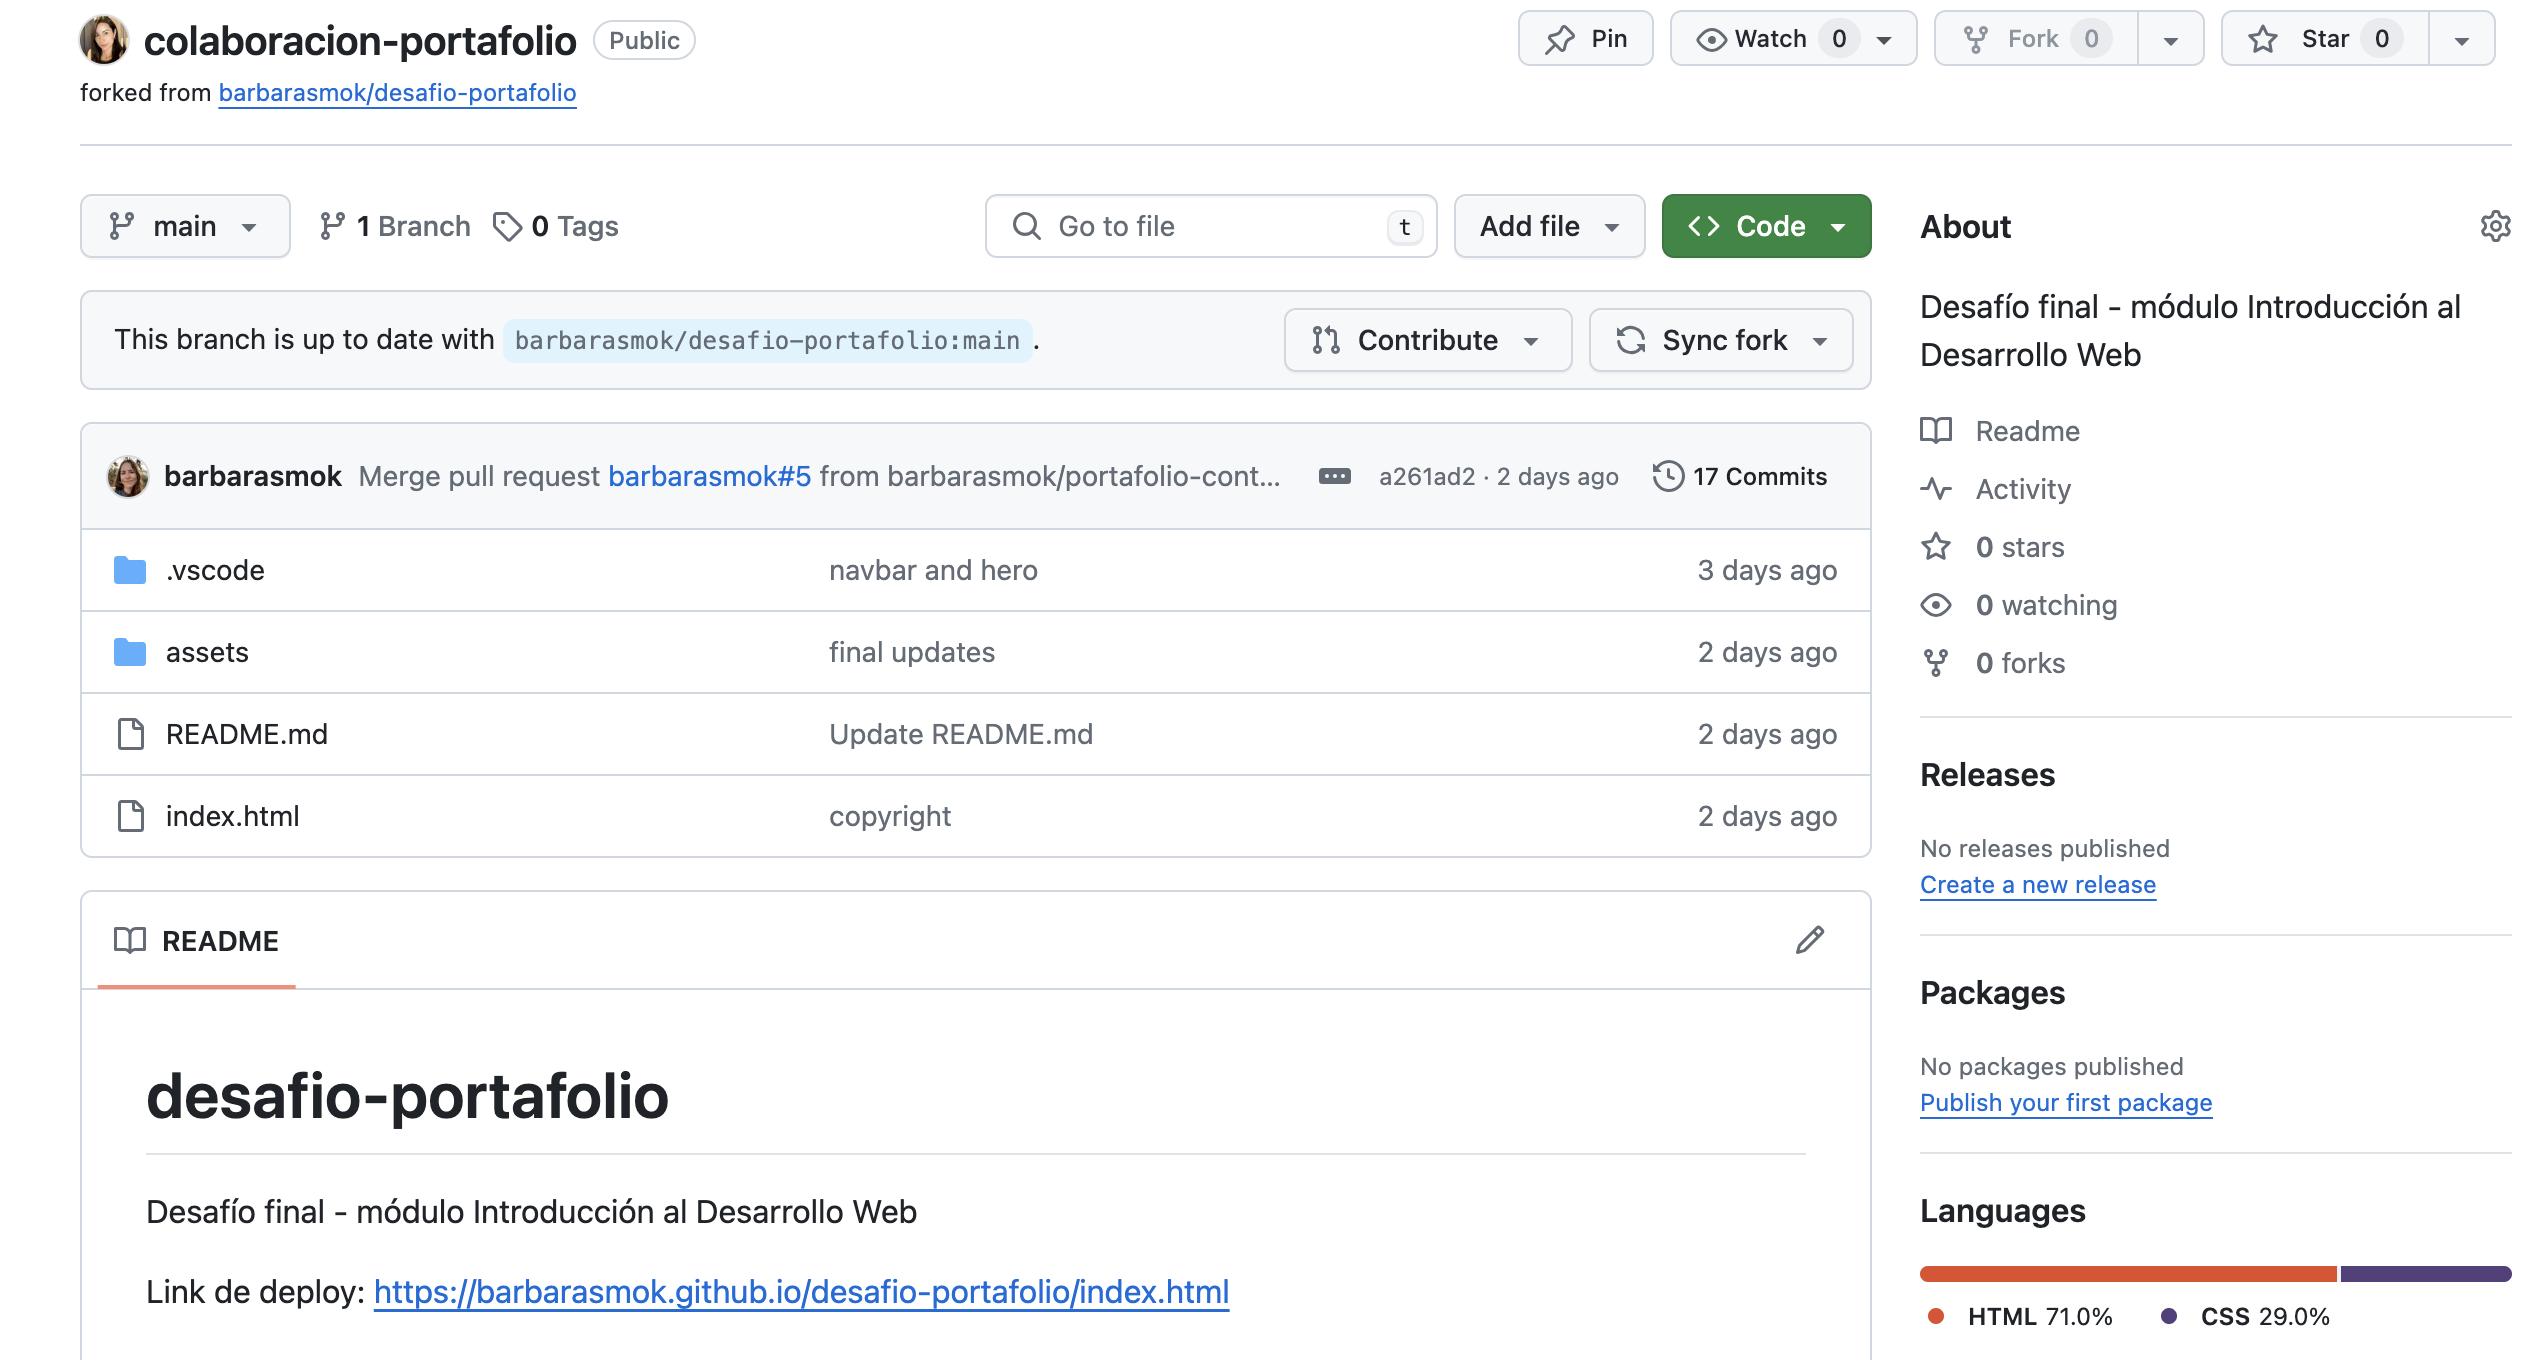 colaboracion-portafolio Public
Pin
Watch 0
Fork 0
Star 0
forked from barbarasmok/desafio-portafolio
main
1 Branch
0 Tags
Go to file
t
Add file
Code
This branch is up to date with barbarasmok/desafio-portafolio:main.
Contribute
Sync fork
barbarasmok Merge pull request barbarasmok#5 from barbarasmok/portafolio-cont...
a261ad2 · 2 days ago
17 Commits
.vscode navbar and hero 3 days ago
assets final updates 2 days ago
README.md Update README.md 2 days ago
index.html copyright 2 days ago
README
desafio-portafolio
Desafío final - módulo Introducción al Desarrollo Web
Link de deploy: https://barbarasmok.github.io/desafio-portafolio/index.html
About
Desafío final - módulo Introducción al
Desarrollo Web
Readme
Activity
0 stars
0 watching
0 forks
Releases
No releases published
Create a new release
Packages
No packages published
Publish your first package
Languages
HTML 71.0%
CSS 29.0%